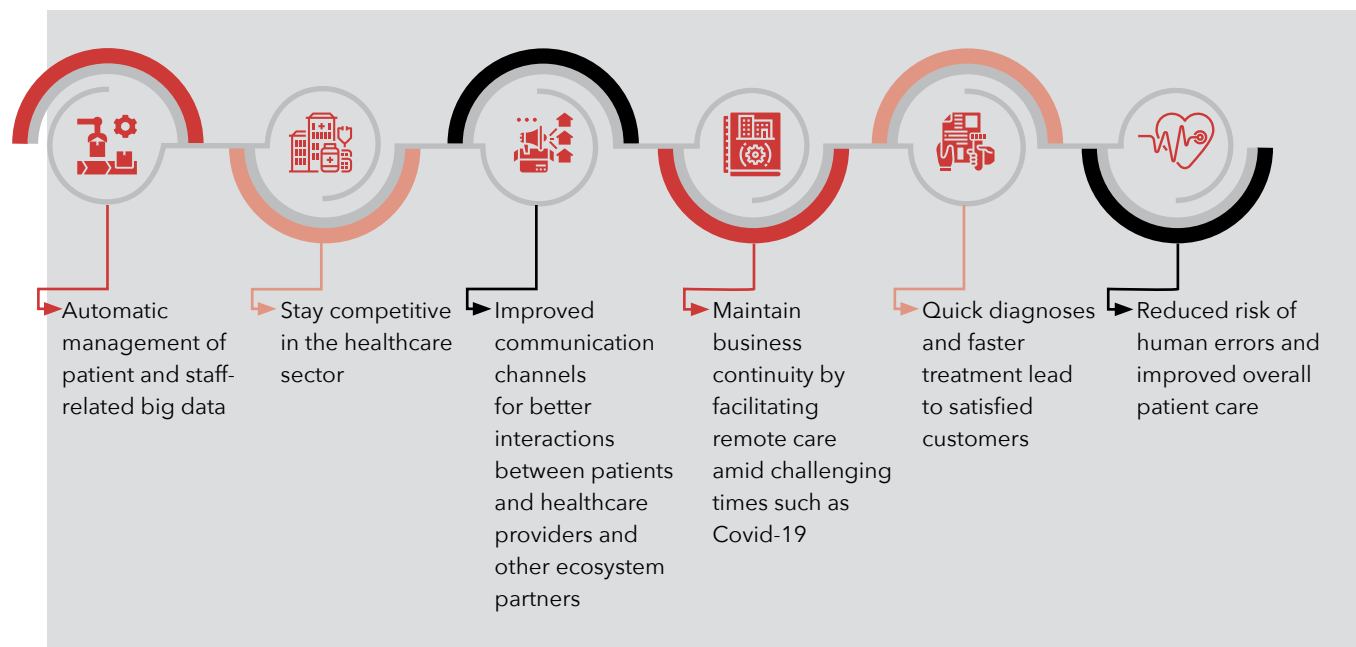 Automatic
management of
patient and staff-
related big data
Stay competitive
in the healthcare
sector
Improved
communication
channels
for better
interactions
between patients
and healthcare
providers and
other ecosystem
partners
Maintain
business
continuity by
facilitating
remote care
amid challenging
times such as
Covid-19
Quick diagnoses
and faster
treatment lead
to satisfied
customers
Reduced risk of
human errors and
improved overall
patient care